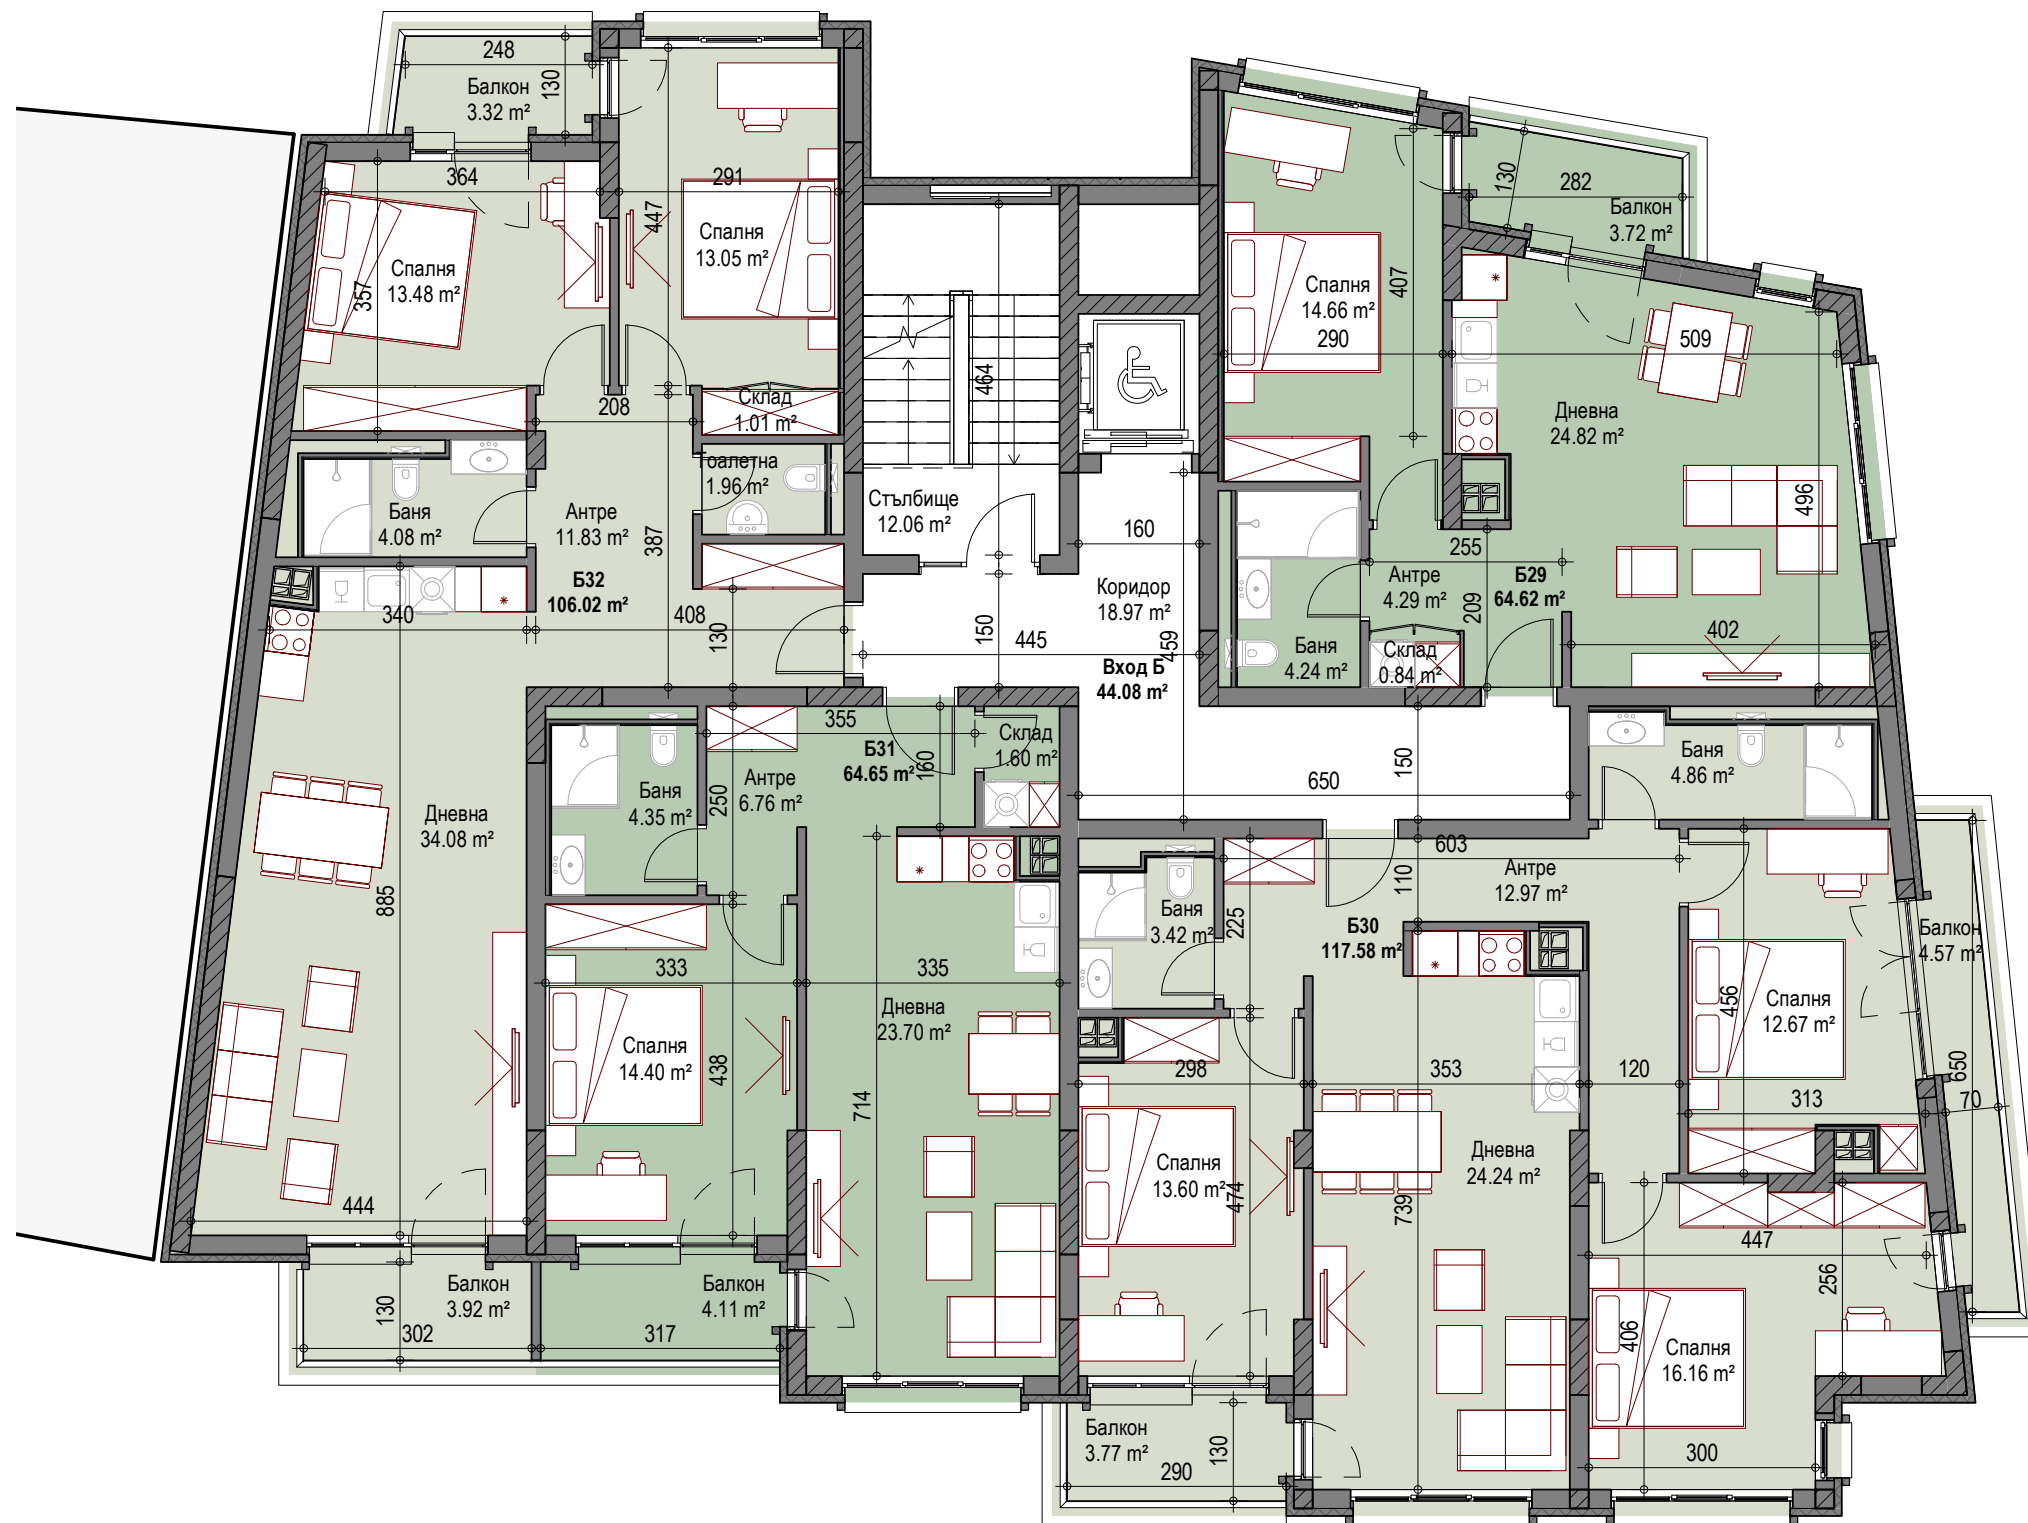 248
130
Балкон
3.32 m²
364
357
Спалня
13.48 m²
291
447
Спалня
13.05 m²
208
Склад
1.01 m²
Тоалетна
1.96 m²
Баня
4.08 m²
Антре
11.83 m²
387
Б32
106.02 m²
340
408
130
Дневна
34.08 m²
885
444
Балкон
3.92 m²
130
302
464
Стълбище
12.06 m²
160
Коридор
18.97 m²
150
445
459
Вход Б
44.08 m²
650
150
130
282
Балкон
3.72 m²
Спалня
14.66 m²
407
290
509
Дневна
24.82 m²
496
255
Антре
4.29 m²
209
Б29
64.62 m²
402
Баня
4.24 m²
Склад
0.84 m²
355
Б31
64.65 m²
160
Склад
1.60 m²
Антре
6.76 m²
250
Баня
4.35 m²
333
335
Дневна
23.70 m²
Спалня
14.40 m²
438
714
Балкон
4.11 m²
317
Баня
4.86 m²
603
110
Антре
12.97 m²
Баня
3.42 m²
225
Б30
117.58 m²
Балкон
4.57 m²
456
Спалня
12.67 m²
298
353
120
313
650
70
Спалня
13.60 m²
474
Дневна
24.24 m²
739
447
256
406
Спалня
16.16 m²
Балкон
3.77 m²
130
290
300